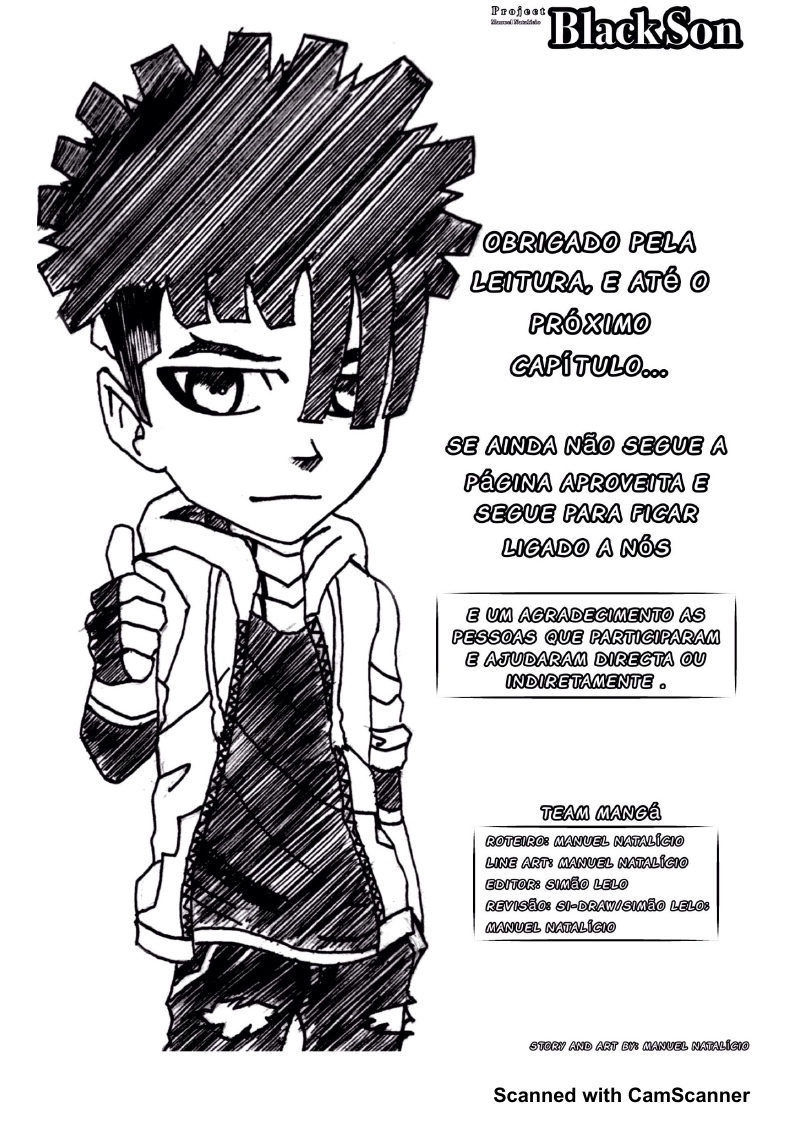 Project
Manuel Natalício
BlackSon
OBRIGADO PELA
LEITURA, E ATÉ O
PRÓXIMO
CAPÍTULO...
SE AINDA NÃO SEGUE A
PÁGINA APROVEITA E
SEGUE PARA FICAR
LIGADO A NÓS
E UM AGRADECIMENTO AS
PESSOAS QUE PARTICIPARAM
E AJUDARAM DIRECTA OU
INDIRETAMENTE .
TEAM MANGÁ
ROTEIRO: MANUEL NATALÍCIO
LINE ART: MANUEL NATALÍCIO
EDITOR: SIMÃO LELO
REVISÃO: SI-DRAW/SIMÃO LELO:
MANUEL NATALÍCIO
STORY AND ART BY: MANUEL NATALÍCIO
Scanned with CamScanner